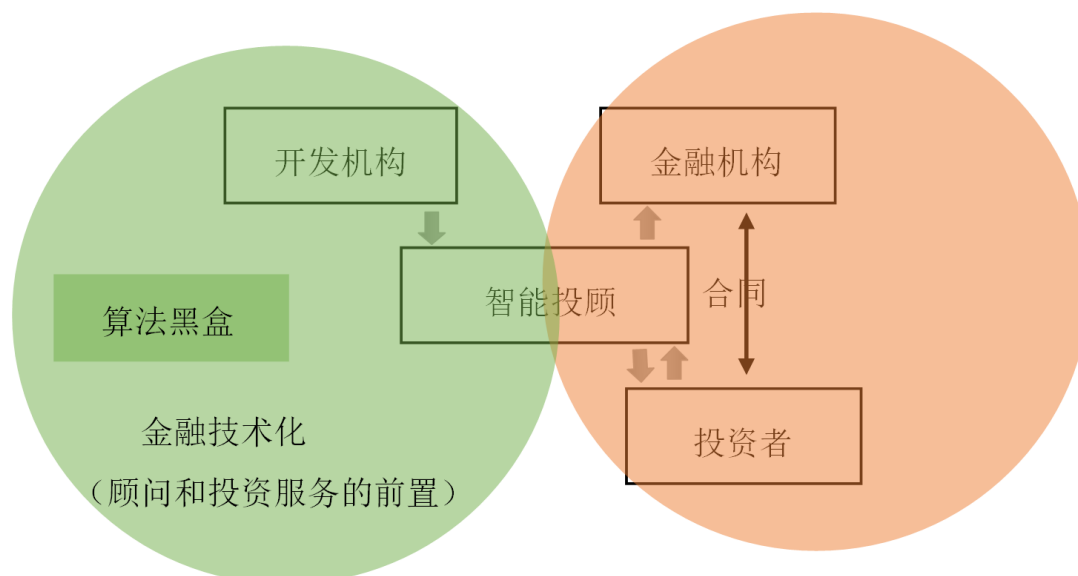 开发机构
金融机构
智能投顾
合同
算法黑盒
投资者
金融技术化
（顾问和投资服务的前置）